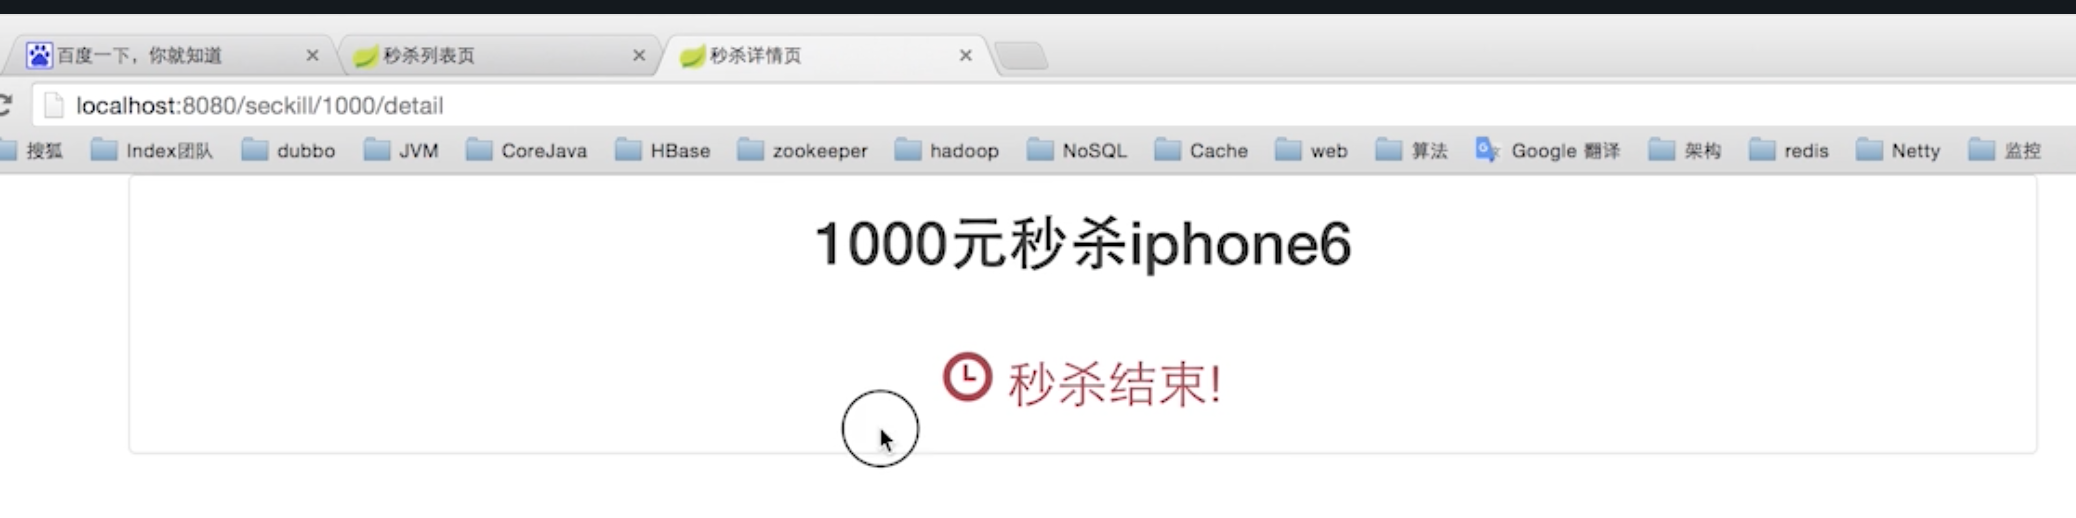 百度一下，你就知道 秒杀列表页 秒杀详情页
localhost:8080/seckill/1000/detail
搜狐 Index团队 dubbo JVM CoreJava HBase zookeeper hadoop NoSQL Cache web 算法 Google 翻译 架构 redis Netty 监控
1000元秒杀iphone6
秒杀结束!